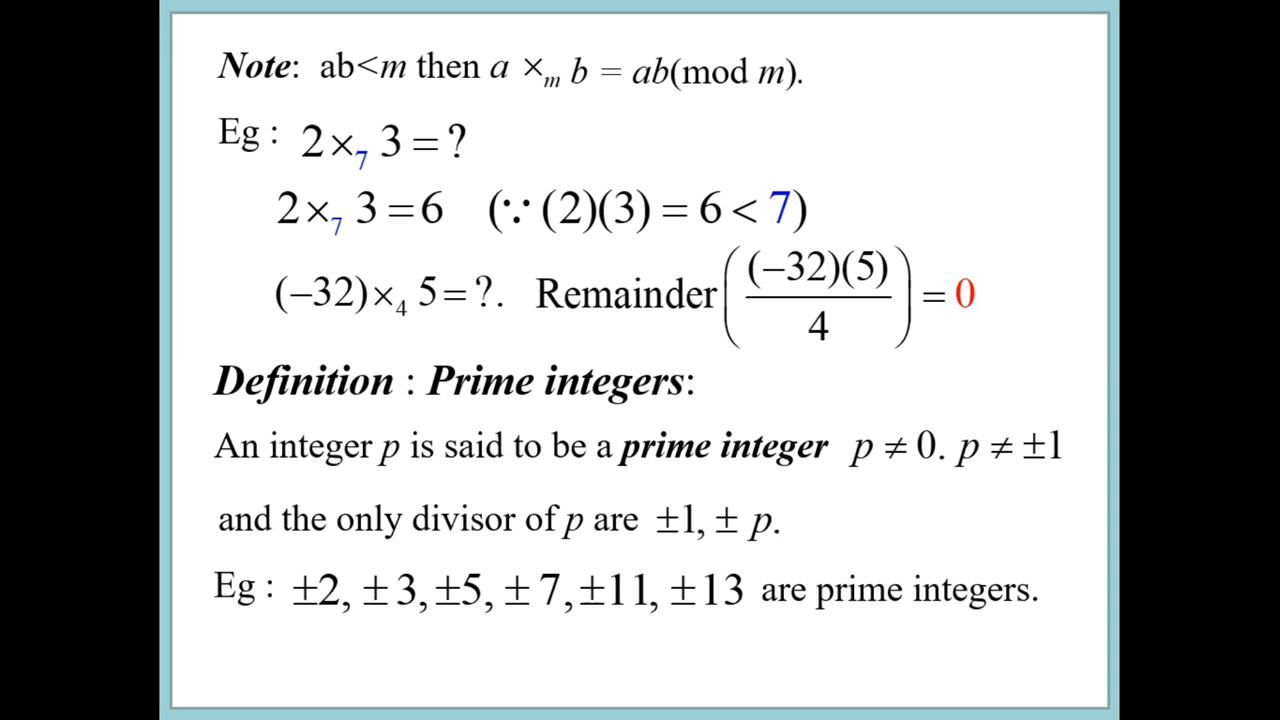 Note: ab<m then a ×ₘ b = ab(mod m).
Eg : 2 ×₇ 3 = ?
2 ×₇ 3 = 6 (∵ (2)(3) = 6 < 7)
(−32) ×₄ 5 = ?. Remainder ( (−32)(5) / 4 ) = 0
Definition : Prime integers:
An integer p is said to be a prime integer p ≠ 0. p ≠ ±1
and the only divisor of p are ±1, ± p.
Eg : ±2, ± 3, ±5, ± 7, ±11, ±13 are prime integers.